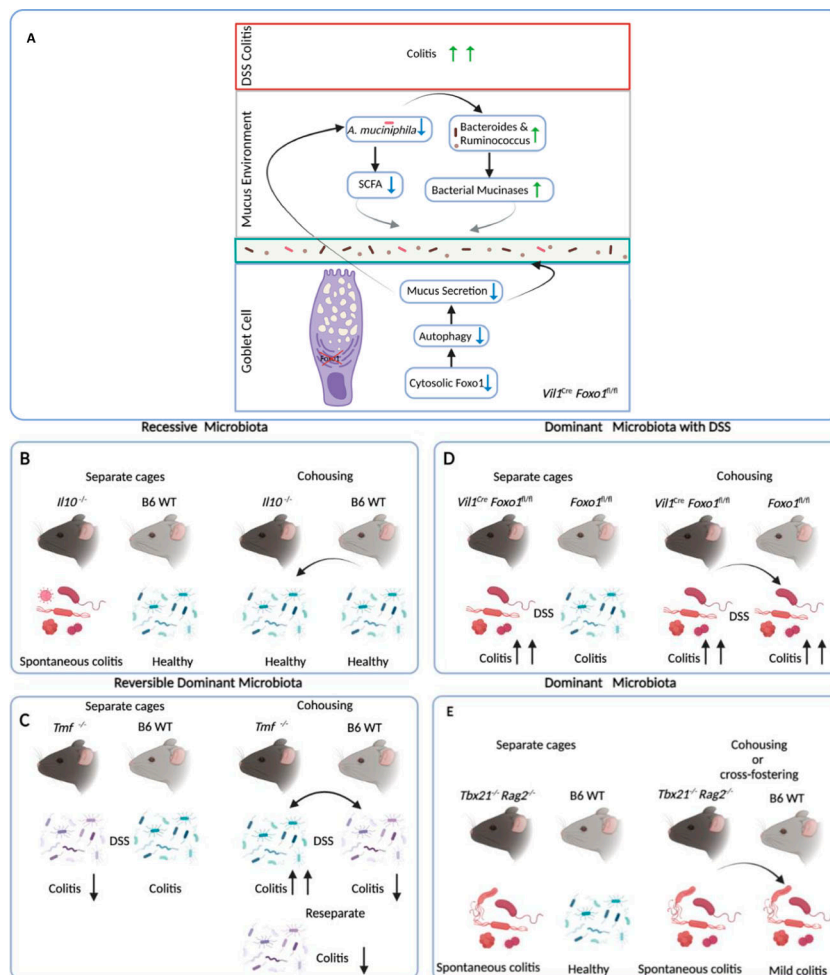 A
DSS Colitis
Colitis
Mucus Environment
A. muciniphila
Bacteroides &
Ruminococcus
SCFA
Bacterial Mucinases
Goblet Cell
Foxo1
Mucus Secretion
Autophagy
Cytosolic Foxo1
Vil1Cre Foxo1fl/fl
Recessive Microbiota
B
Separate cages
Cohousing
Il10-/-
B6 WT
Il10-/-
B6 WT
Spontaneous colitis
Healthy
Healthy
Healthy
Dominant Microbiota with DSS
D
Separate cages
Cohousing
Vil1Cre Foxo1fl/fl
Foxo1fl/fl
Vil1Cre Foxo1fl/fl
Foxo1fl/fl
DSS
DSS
Colitis
Colitis
Colitis
Colitis
Reversible Dominant Microbiota
C
Separate cages
Cohousing
Tmf -/-
B6 WT
Tmf -/-
B6 WT
DSS
DSS
Colitis
Colitis
Colitis
Colitis
Reseparate
Colitis
Dominant Microbiota
E
Separate cages
Cohousing
or
cross-fostering
Tbx21-/- Rag2-/-
B6 WT
Tbx21-/- Rag2-/-
B6 WT
Spontaneous colitis
Healthy
Spontaneous colitis
Mild colitis